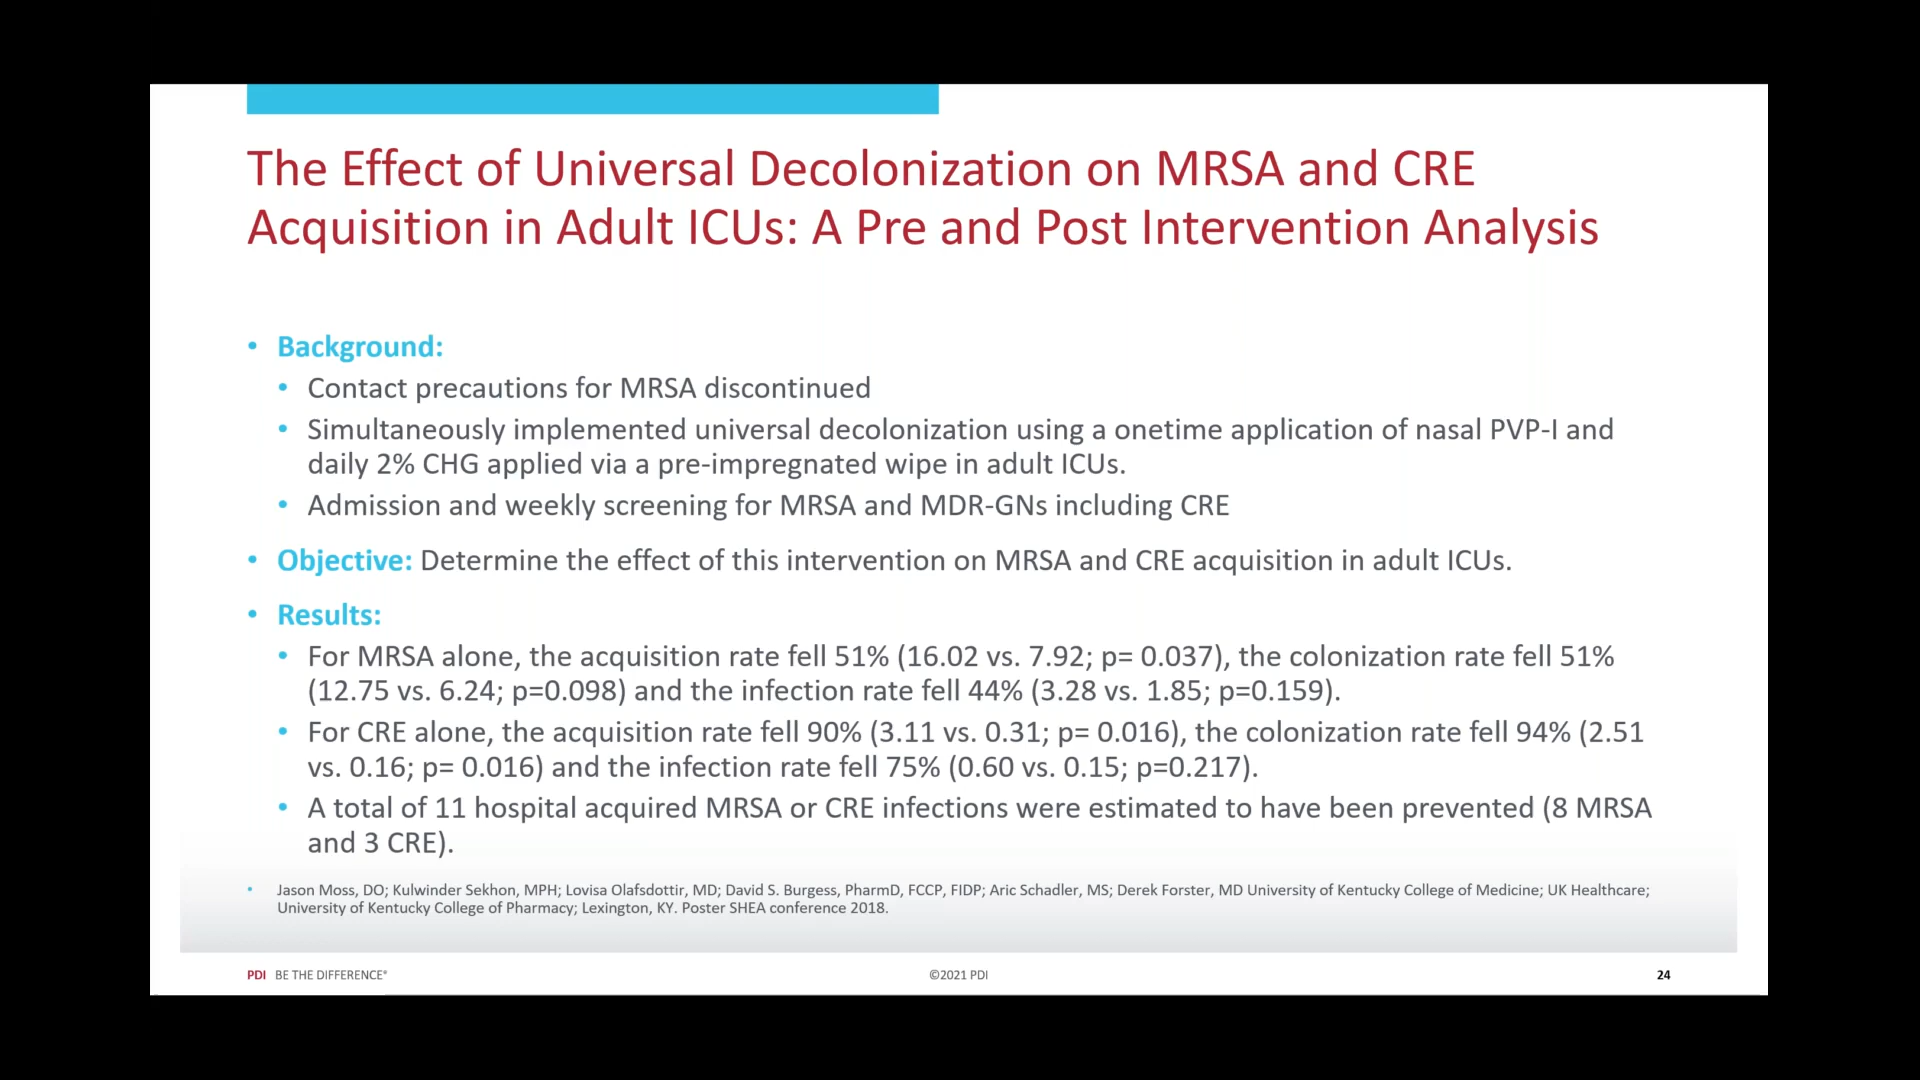 The Effect of Universal Decolonization on MRSA and CRE
Acquisition in Adult ICUs: A Pre and Post Intervention Analysis
• Background:
• Contact precautions for MRSA discontinued
• Simultaneously implemented universal decolonization using a onetime application of nasal PVP-I and
daily 2% CHG applied via a pre-impregnated wipe in adult ICUs.
• Admission and weekly screening for MRSA and MDR-GNs including CRE
• Objective: Determine the effect of this intervention on MRSA and CRE acquisition in adult ICUs.
• Results:
• For MRSA alone, the acquisition rate fell 51% (16.02 vs. 7.92; p= 0.037), the colonization rate fell 51%
(12.75 vs. 6.24; p=0.098) and the infection rate fell 44% (3.28 vs. 1.85; p=0.159).
• For CRE alone, the acquisition rate fell 90% (3.11 vs. 0.31; p= 0.016), the colonization rate fell 94% (2.51
vs. 0.16; p= 0.016) and the infection rate fell 75% (0.60 vs. 0.15; p=0.217).
• A total of 11 hospital acquired MRSA or CRE infections were estimated to have been prevented (8 MRSA
and 3 CRE).
• Jason Moss, DO; Kulwinder Sekhon, MPH; Lovisa Olafsdottir, MD; David S. Burgess, PharmD, FCCP, FIDP; Aric Schadler, MS; Derek Forster, MD University of Kentucky College of Medicine; UK Healthcare;
University of Kentucky College of Pharmacy; Lexington, KY. Poster SHEA conference 2018.
PDI BE THE DIFFERENCE®
©2021 PDI
24